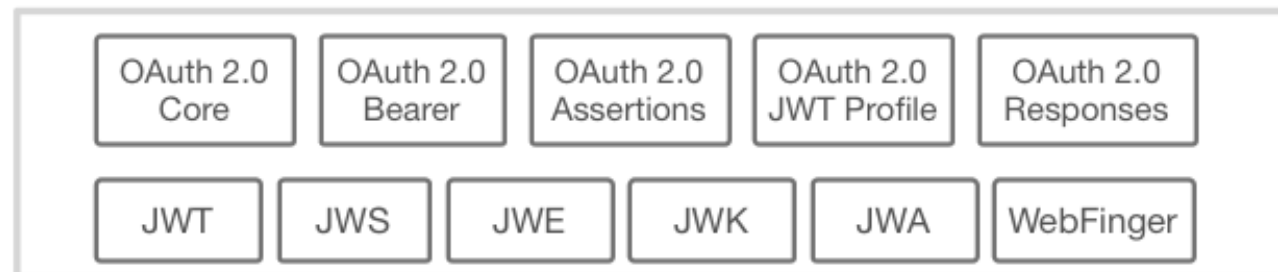 OAuth 2.0
Core
OAuth 2.0
Bearer
OAuth 2.0
Assertions
OAuth 2.0
JWT Profile
OAuth 2.0
Responses
JWT
JWS
JWE
JWK
JWA
WebFinger